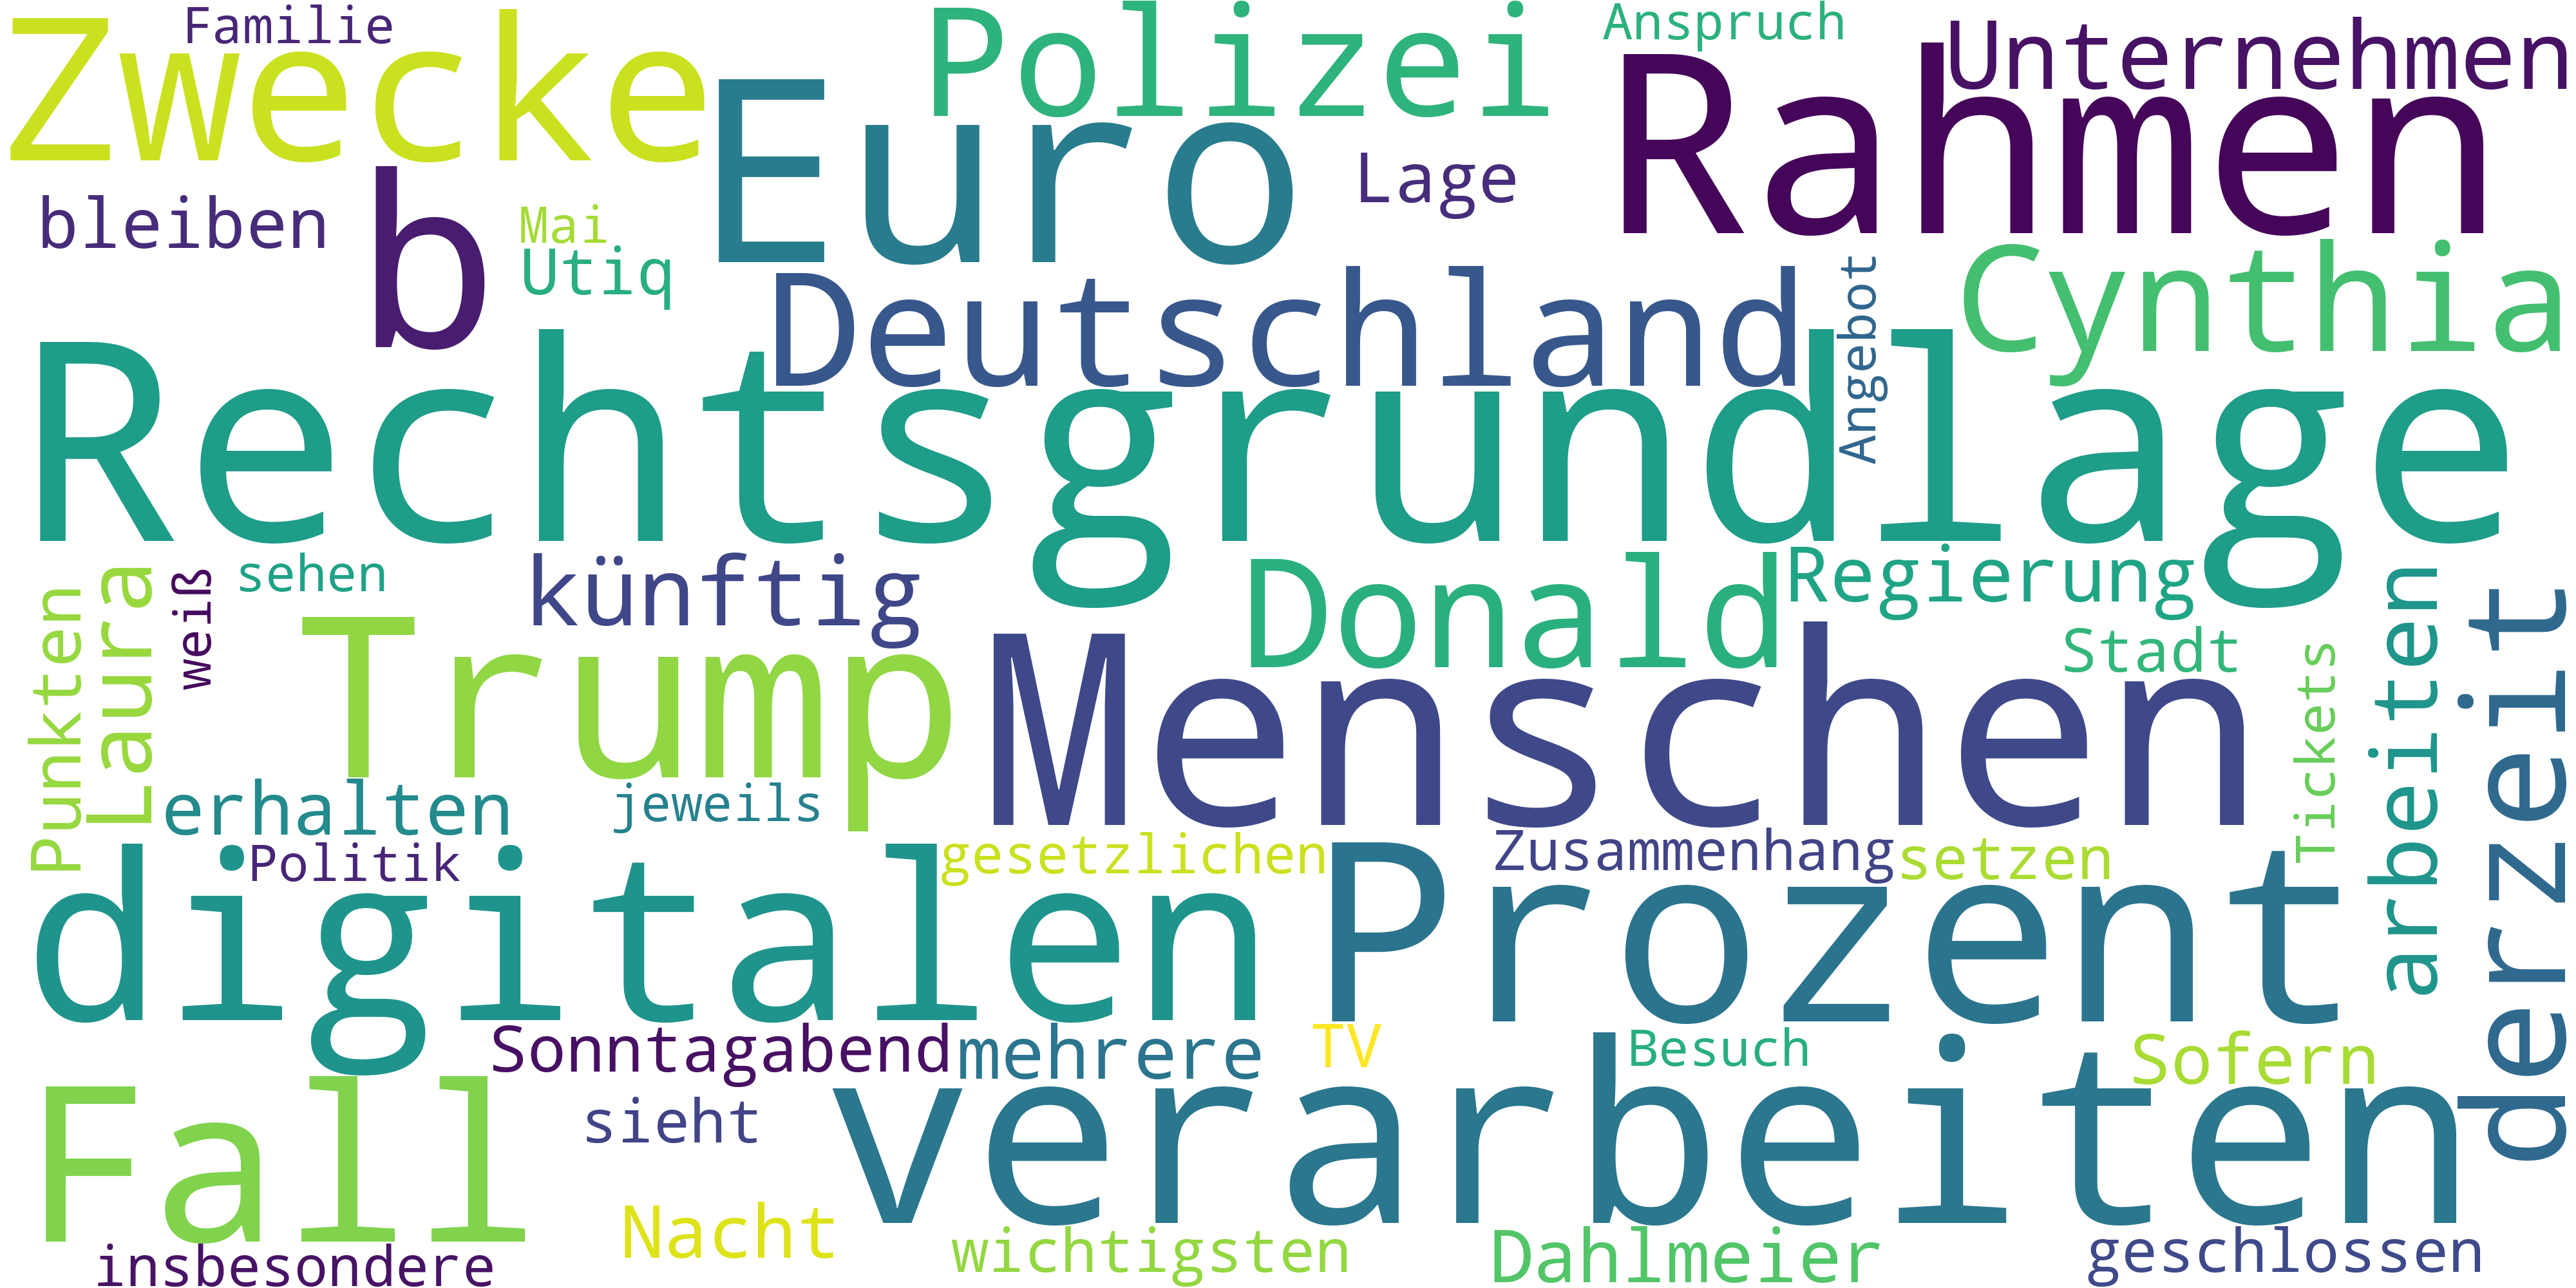 Familie
Zwecke
Polizei
Anspruch
Unternehmen
Euro
Rahmen
Lage
bleiben
b
Mai
Utiq
Deutschland
Angebot
Cynthia
Rechtsgrundlage
sehen
weiß
Laura
Punkten
künftig
Donald
Regierung
Stadt
Trump
Menschen
Tickets
arbeiten
derzeit
erhalten
jeweils
Politik
gesetzlichen
Zusammenhang
setzen
digitalen
Prozent
Sonntagabend
mehrere
TV
Besuch
Sofern
Fall
sieht
verarbeiten
Nacht
insbesondere
wichtigsten
Dahlmeier
geschlossen